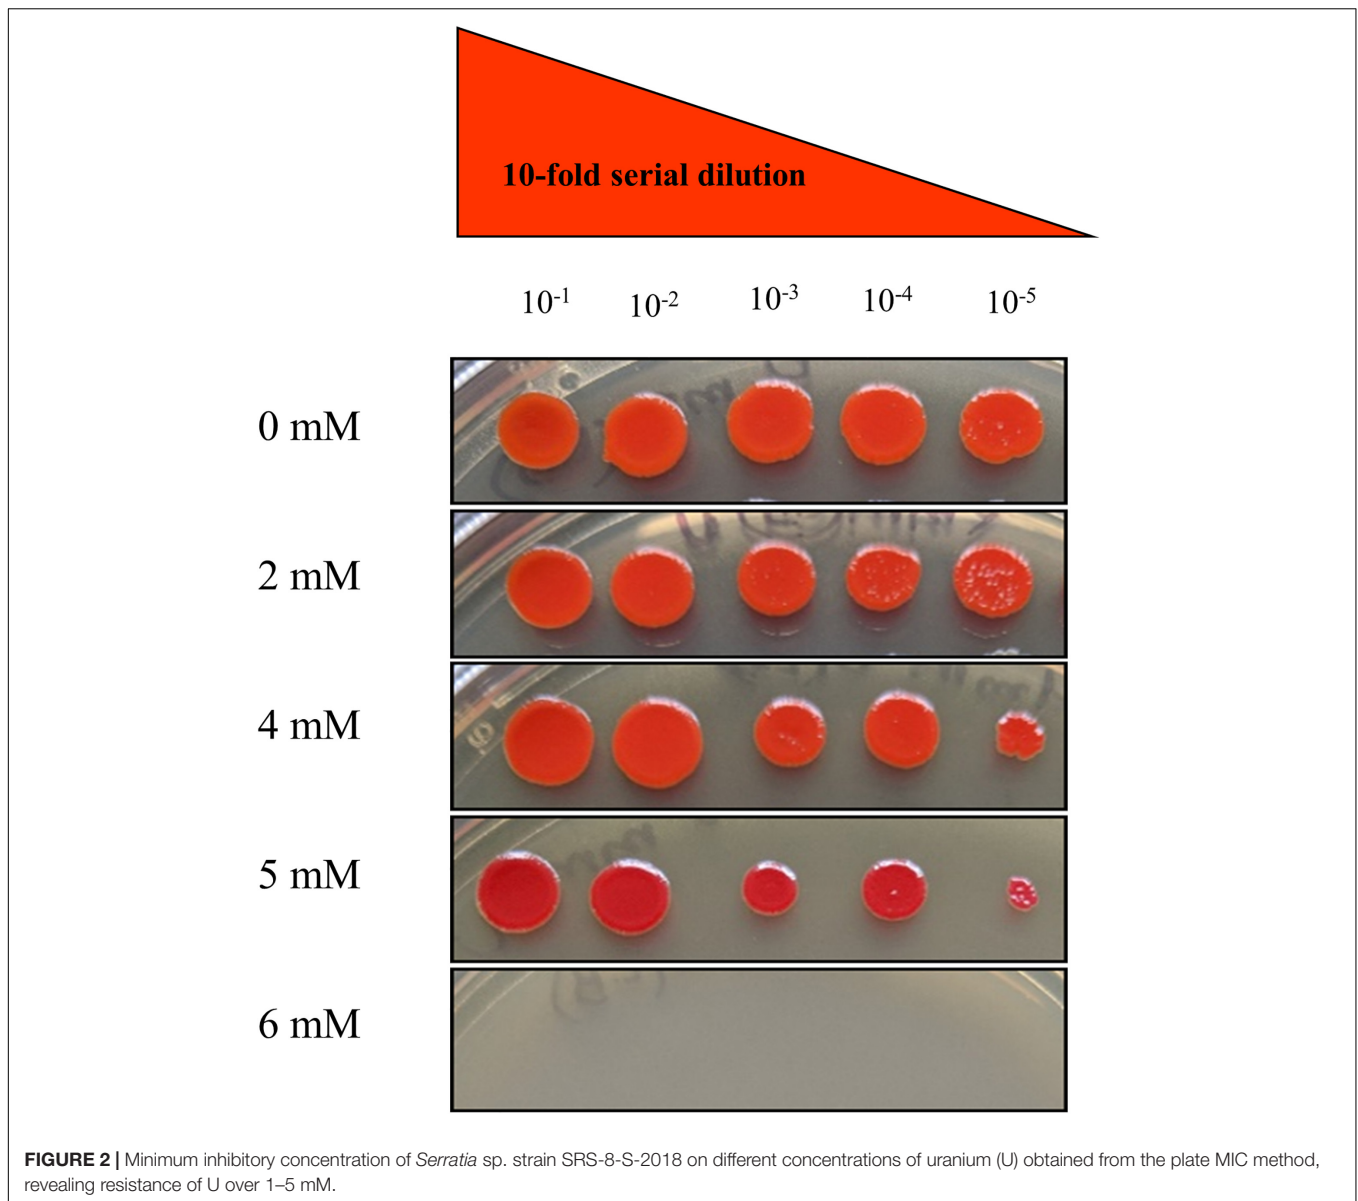 10-fold serial dilution
10-1 10-2 10-3 10-4 10-5
0 mM
2 mM
4 mM
5 mM
6 mM
FIGURE 2 | Minimum inhibitory concentration of Serratia sp. strain SRS-8-S-2018 on different concentrations of uranium (U) obtained from the plate MIC method,
revealing resistance of U over 1–5 mM.